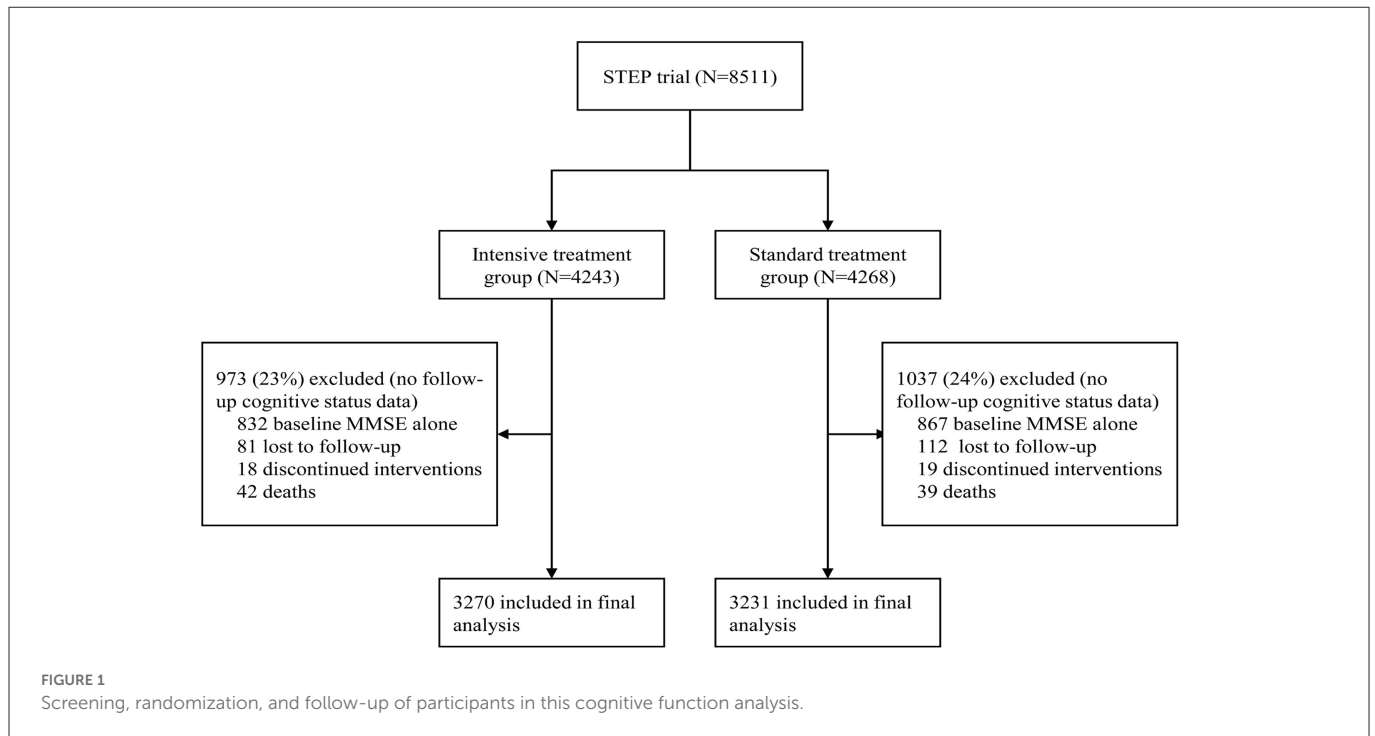 STEP trial (N=8511)
Intensive treatment
group (N=4243)
Standard treatment
group (N=4268)
973 (23%) excluded (no follow-
up cognitive status data)
832 baseline MMSE alone
81 lost to follow-up
18 discontinued interventions
42 deaths
1037 (24%) excluded (no
follow-up cognitive status data)
867 baseline MMSE alone
112 lost to follow-up
19 discontinued interventions
39 deaths
3270 included in final
analysis
3231 included in final
analysis
FIGURE 1
Screening, randomization, and follow-up of participants in this cognitive function analysis.